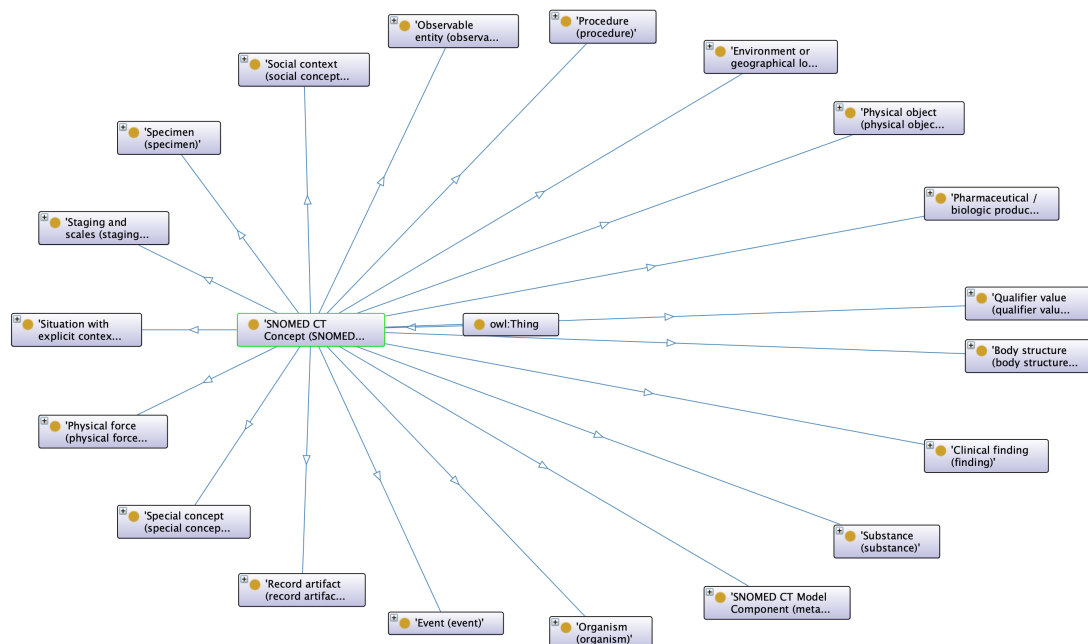 'Observable
entity (observa...
'Procedure
(procedure)'
'Social context
(social concept...
'Environment or
geographical lo...
'Specimen
(specimen)'
'Physical object
(physical objec...
'Staging and
scales (staging...
'Pharmaceutical /
biologic produc...
'Situation with
explicit contex...
'SNOMED CT
Concept (SNOMED...
owl:Thing
'Qualifier value
(qualifier valu...
'Body structure
(body structure...
'Physical force
(physical force...
'Clinical finding
(finding)'
'Special concept
(special concep...
'Substance
(substance)'
'Record artifact
(record artifac...
'Event (event)'
'Organism
(organism)'
'SNOMED CT Model
Component (meta...